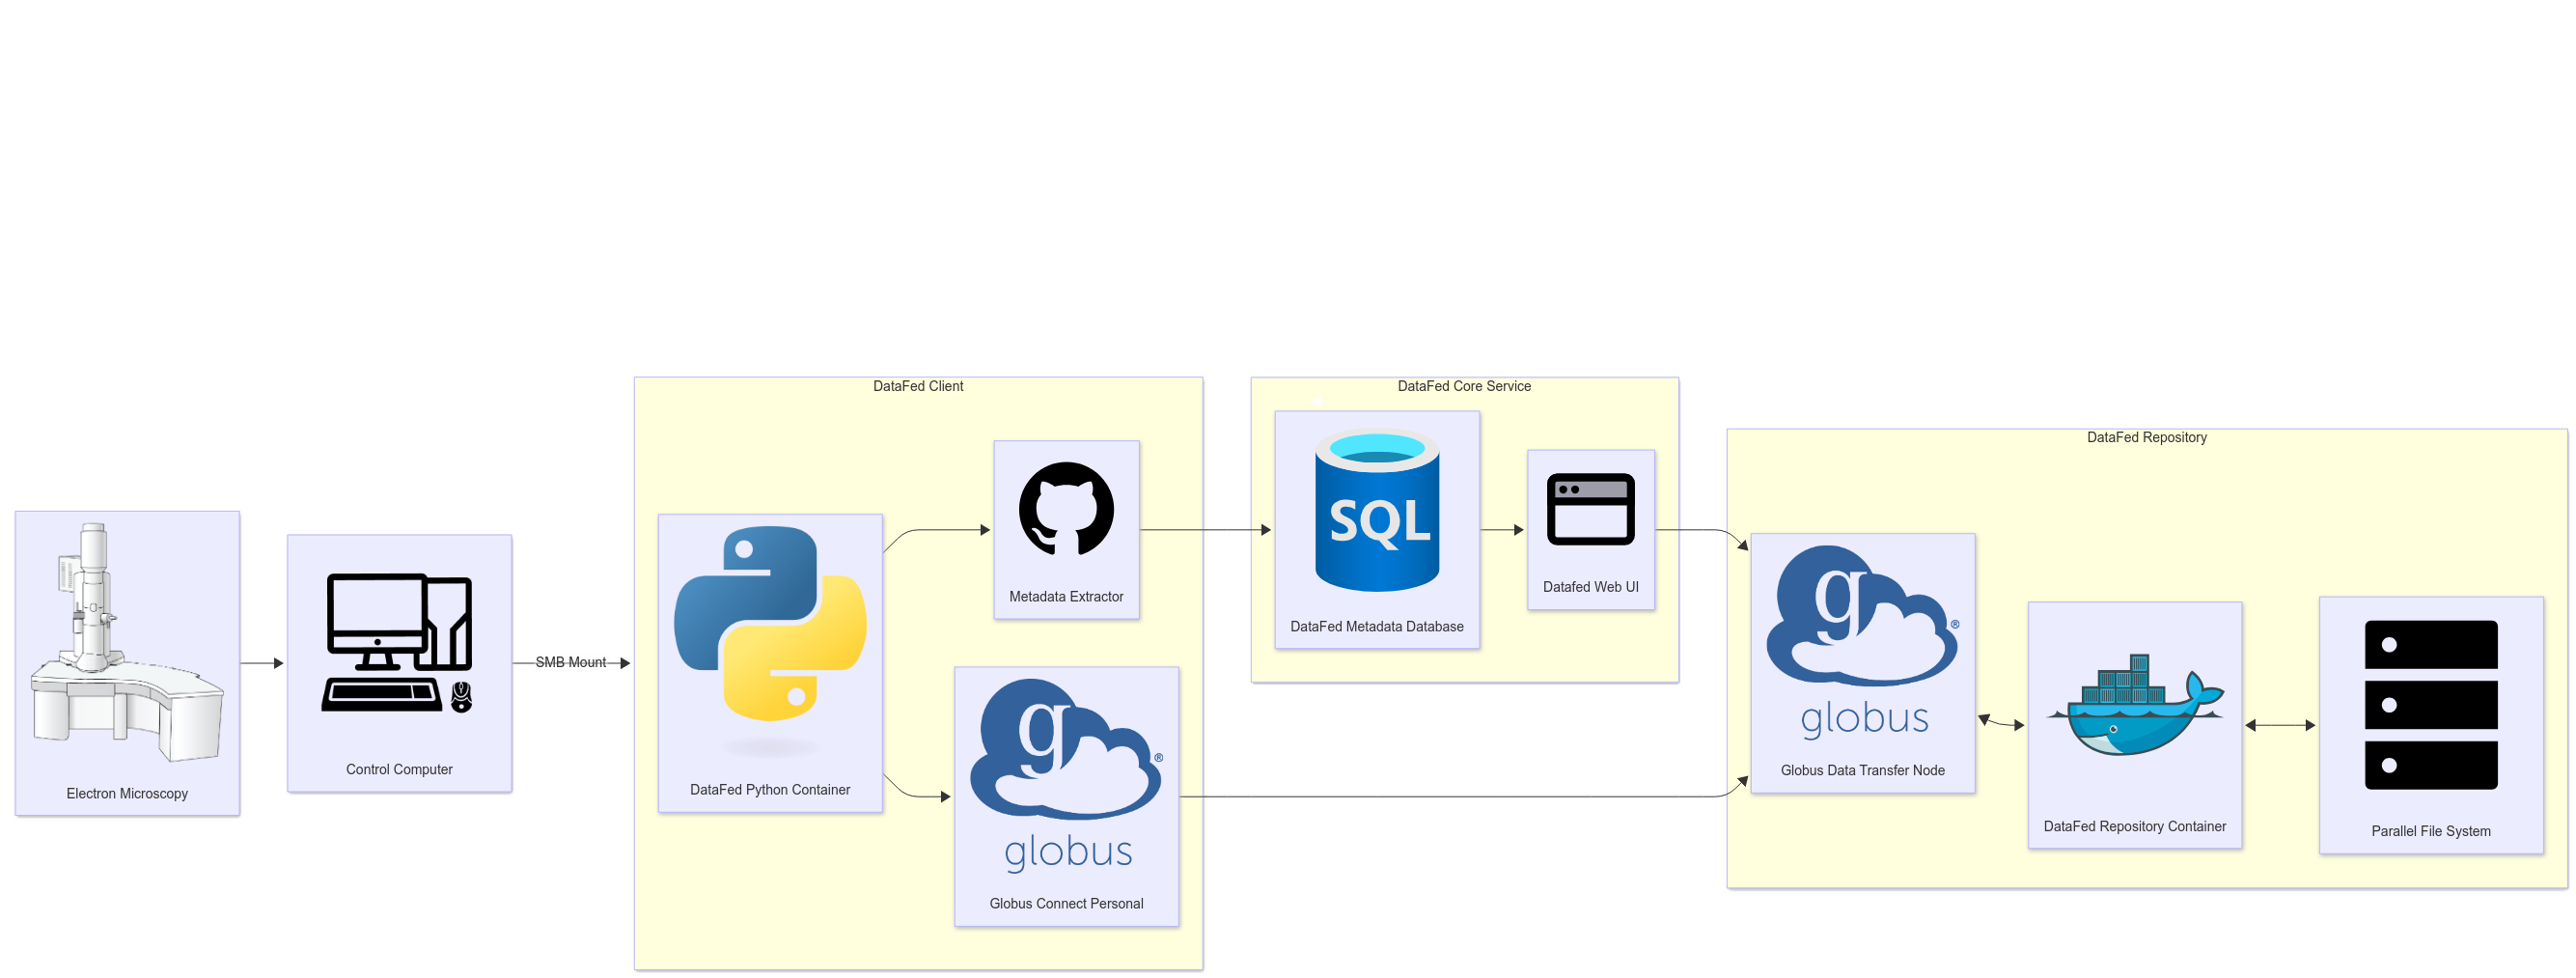 DataFed Client
DataFed Core Service
DataFed Repository
Electron Microscopy
Control Computer
SMB Mount
DataFed Python Container
Metadata Extractor
globus
®
Globus Connect Personal
SQL
DataFed Metadata Database
Datafed Web UI
globus
®
Globus Data Transfer Node
DataFed Repository Container
Parallel File System